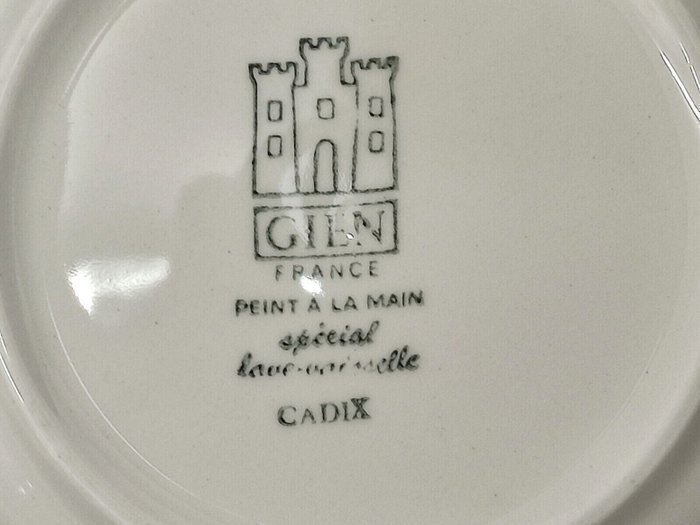 GIEN
FRANCE
PEINT A LA MAIN
spécial
lave-vaisselle
CADIX